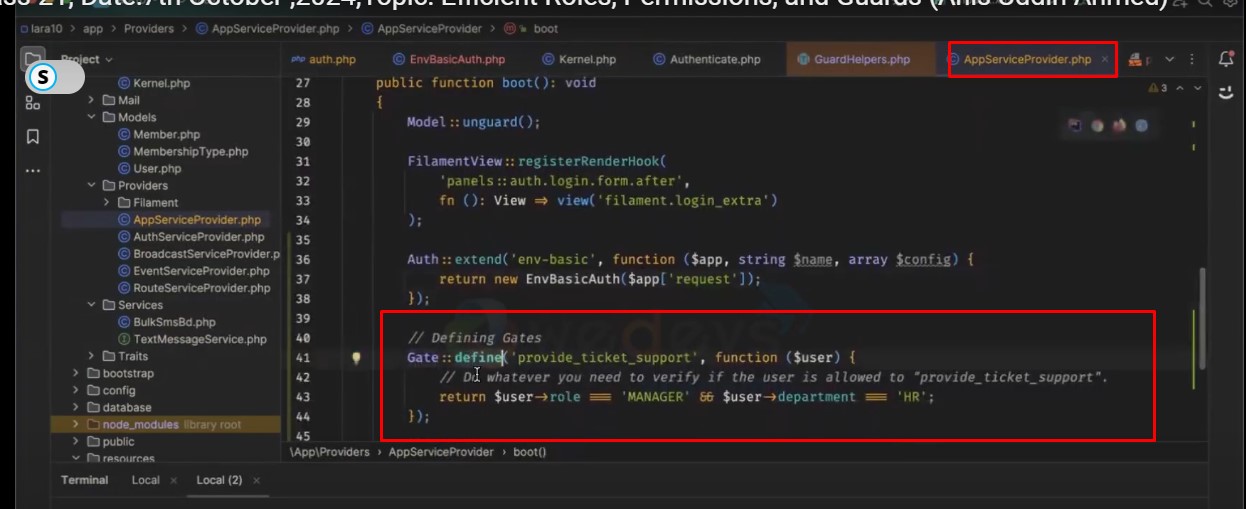 ass 21, Date:7th October ,2024,Topic: Efficient Roles, Permissions, and Guards (Anis Uddin Ahmed)
lara10 > app > Providers > AppServiceProvider.php > AppServiceProvider > boot
Project
S
auth.php
EnvBasicAuth.php
Kernel.php
Authenticate.php
GuardHelpers.php
AppServiceProvider.php
Kernel.php
Mail
Models
Member.php
MembershipType.php
User.php
Providers
Filament
AppServiceProvider.php
AuthServiceProvider.php
BroadcastServiceProvider.p
EventServiceProvider.php
RouteServiceProvider.php
Services
BulkSmsBd.php
TextMessageService.php
Traits
bootstrap
config
database
node_modules library root
public
resources
3
27 public function boot(): void
28 {
29 Model::unguard();
30
31 FilamentView::registerRenderHook(
32 'panels::auth.login.form.after',
33 fn (): View ⇒ view('filament.login_extra')
34 );
35
36 Auth::extend('env-basic', function ($app, string $name, array $config) {
37 return new EnvBasicAuth($app['request']);
38 });
39
40 // Defining Gates
41 Gate::define('provide_ticket_support', function ($user) {
42 // Do whatever you need to verify if the user is allowed to "provide_ticket_support".
43 return $user→role ≡ 'MANAGER' && $user→department ≡ 'HR';
44 });
45
wedevs
\App\Providers > AppServiceProvider > boot()
Terminal Local × Local (2) ×